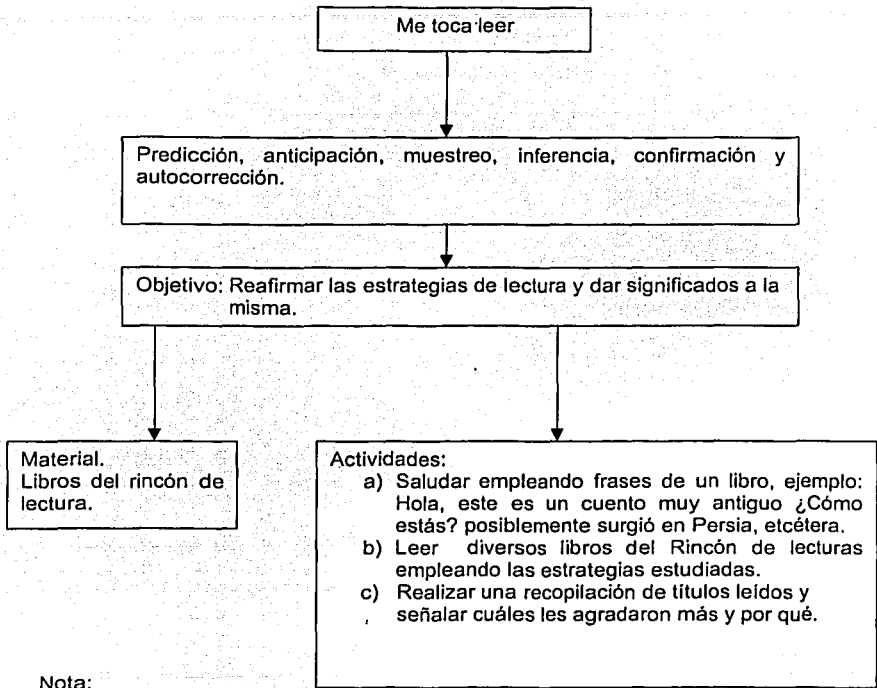 Me toca leer
Predicción, anticipación, muestreo, inferencia, confirmación y
autocorrección.
Objetivo: Reafirmar las estrategias de lectura y dar significados a la
misma.
Material.
Libros del rincón de
lectura.
Actividades:
a) Saludar empleando frases de un libro, ejemplo:
Hola, este es un cuento muy antiguo ¿Cómo
estás? posiblemente surgió en Persia, etcétera.
b) Leer diversos libros del Rincón de lecturas
empleando las estrategias estudiadas.
c) Realizar una recopilación de títulos leídos y
señalar cuáles les agradaron más y por qué.
Nota: